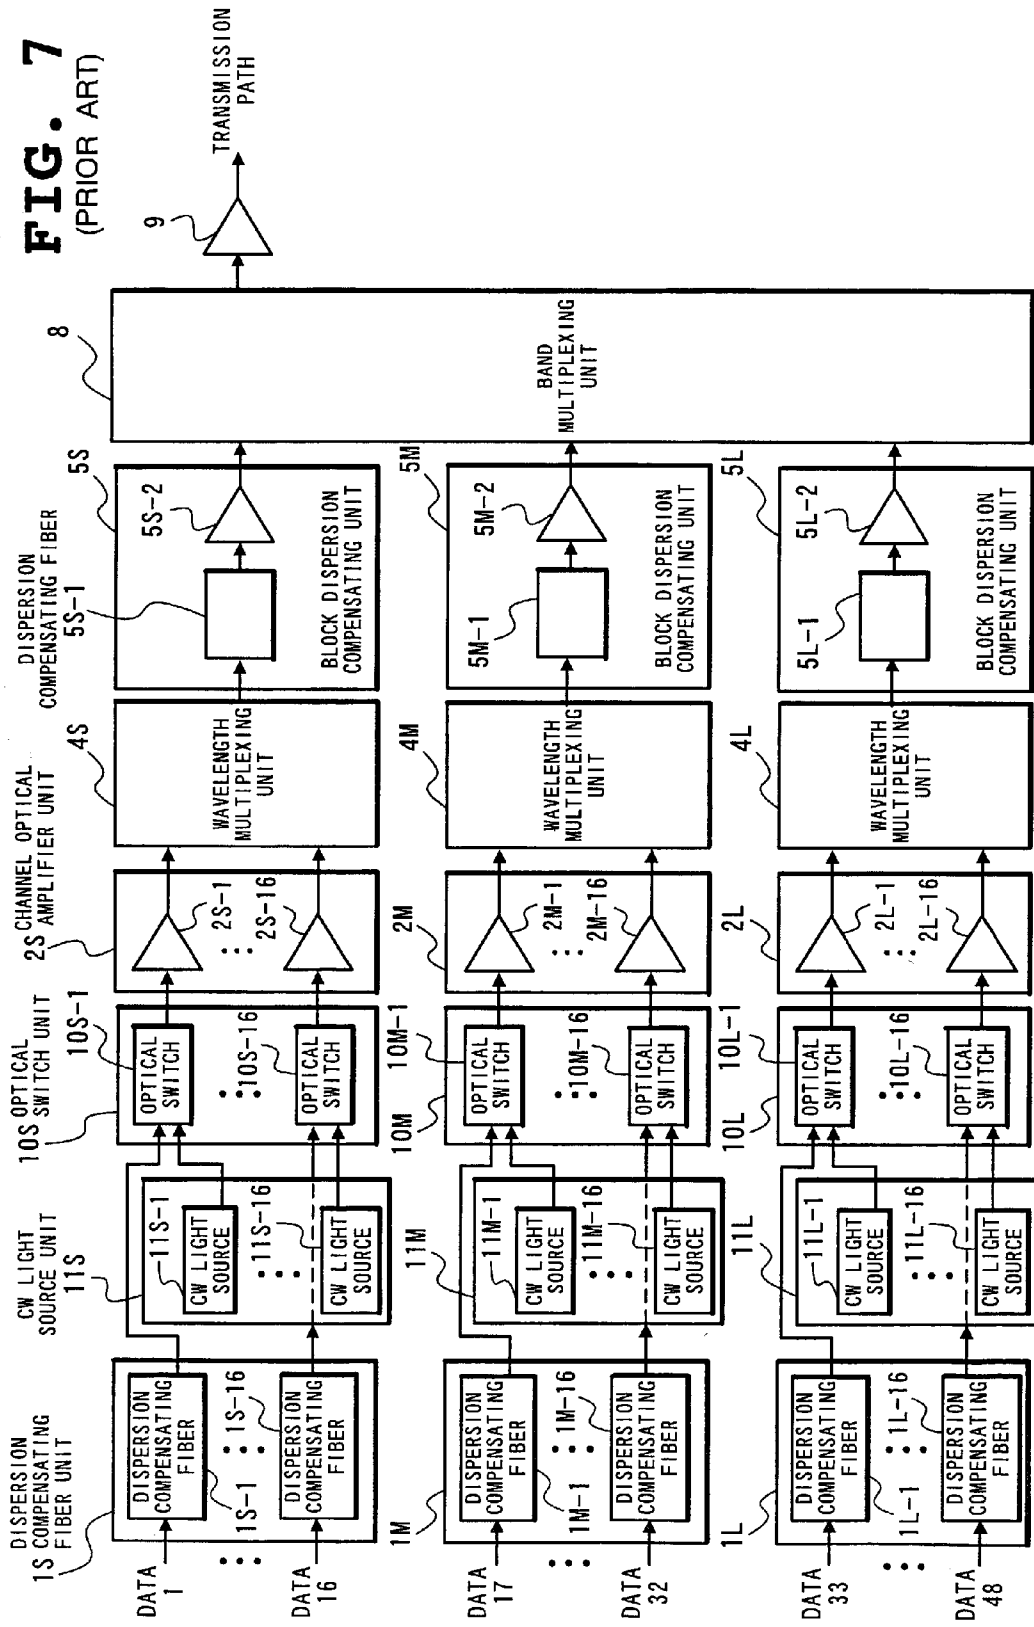 FIG. 7
(PRIOR ART)
DISPERSION
1S COMPENSATING
FIBER UNIT
CW LIGHT
SOURCE UNIT
11S
10S OPTICAL
SWITCH UNIT
2S CHANNEL OPTICAL
AMPLIFIER UNIT
4S
DISPERSION
COMPENSATING FIBER
5S-1
5S
8
9
TRANSMISSION
PATH
DATA
1
DATA
16
DISPERSION
COMPENSATING
FIBER
1S-1
1S-16
DISPERSION
COMPENSATING
FIBER
11S-1
CW LIGHT
SOURCE
11S-16
CW LIGHT
SOURCE
10S-1
OPTICAL
SWITCH
10S-16
OPTICAL
SWITCH
2S-1
2S-16
WAVELENGTH
MULTIPLEXING
UNIT
5S-2
BLOCK DISPERSION
COMPENSATING UNIT
BAND
MULTIPLEXING
UNIT
1M
DATA
17
DATA
32
DISPERSION
COMPENSATING
FIBER
1M-1
1M-16
DISPERSION
COMPENSATING
FIBER
11M
11M-1
CW LIGHT
SOURCE
11M-16
CW LIGHT
SOURCE
10M
10M-1
OPTICAL
SWITCH
10M-16
OPTICAL
SWITCH
2M
2M-1
2M-16
4M
WAVELENGTH
MULTIPLEXING
UNIT
5M
5M-1
5M-2
BLOCK DISPERSION
COMPENSATING UNIT
1L
DATA
33
DATA
48
DISPERSION
COMPENSATING
FIBER
1L-1
1L-16
DISPERSION
COMPENSATING
FIBER
11L
11L-1
CW LIGHT
SOURCE
11L-16
CW LIGHT
SOURCE
10L
10L-1
OPTICAL
SWITCH
10L-16
OPTICAL
SWITCH
2L
2L-1
2L-16
4L
WAVELENGTH
MULTIPLEXING
UNIT
5L
5L-1
5L-2
BLOCK DISPERSION
COMPENSATING UNIT